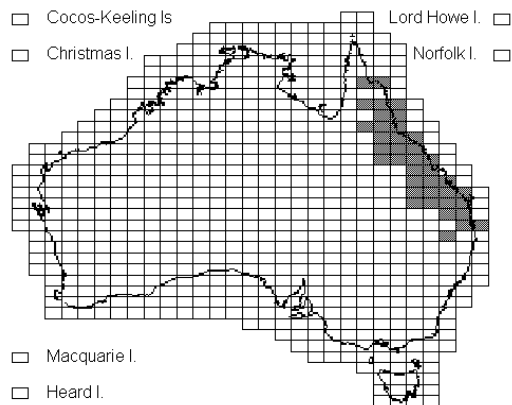 Cocos-Keeling Is
Lord Howe I.
Christmas I.
Norfolk I.
Macquarie I.
Heard I.